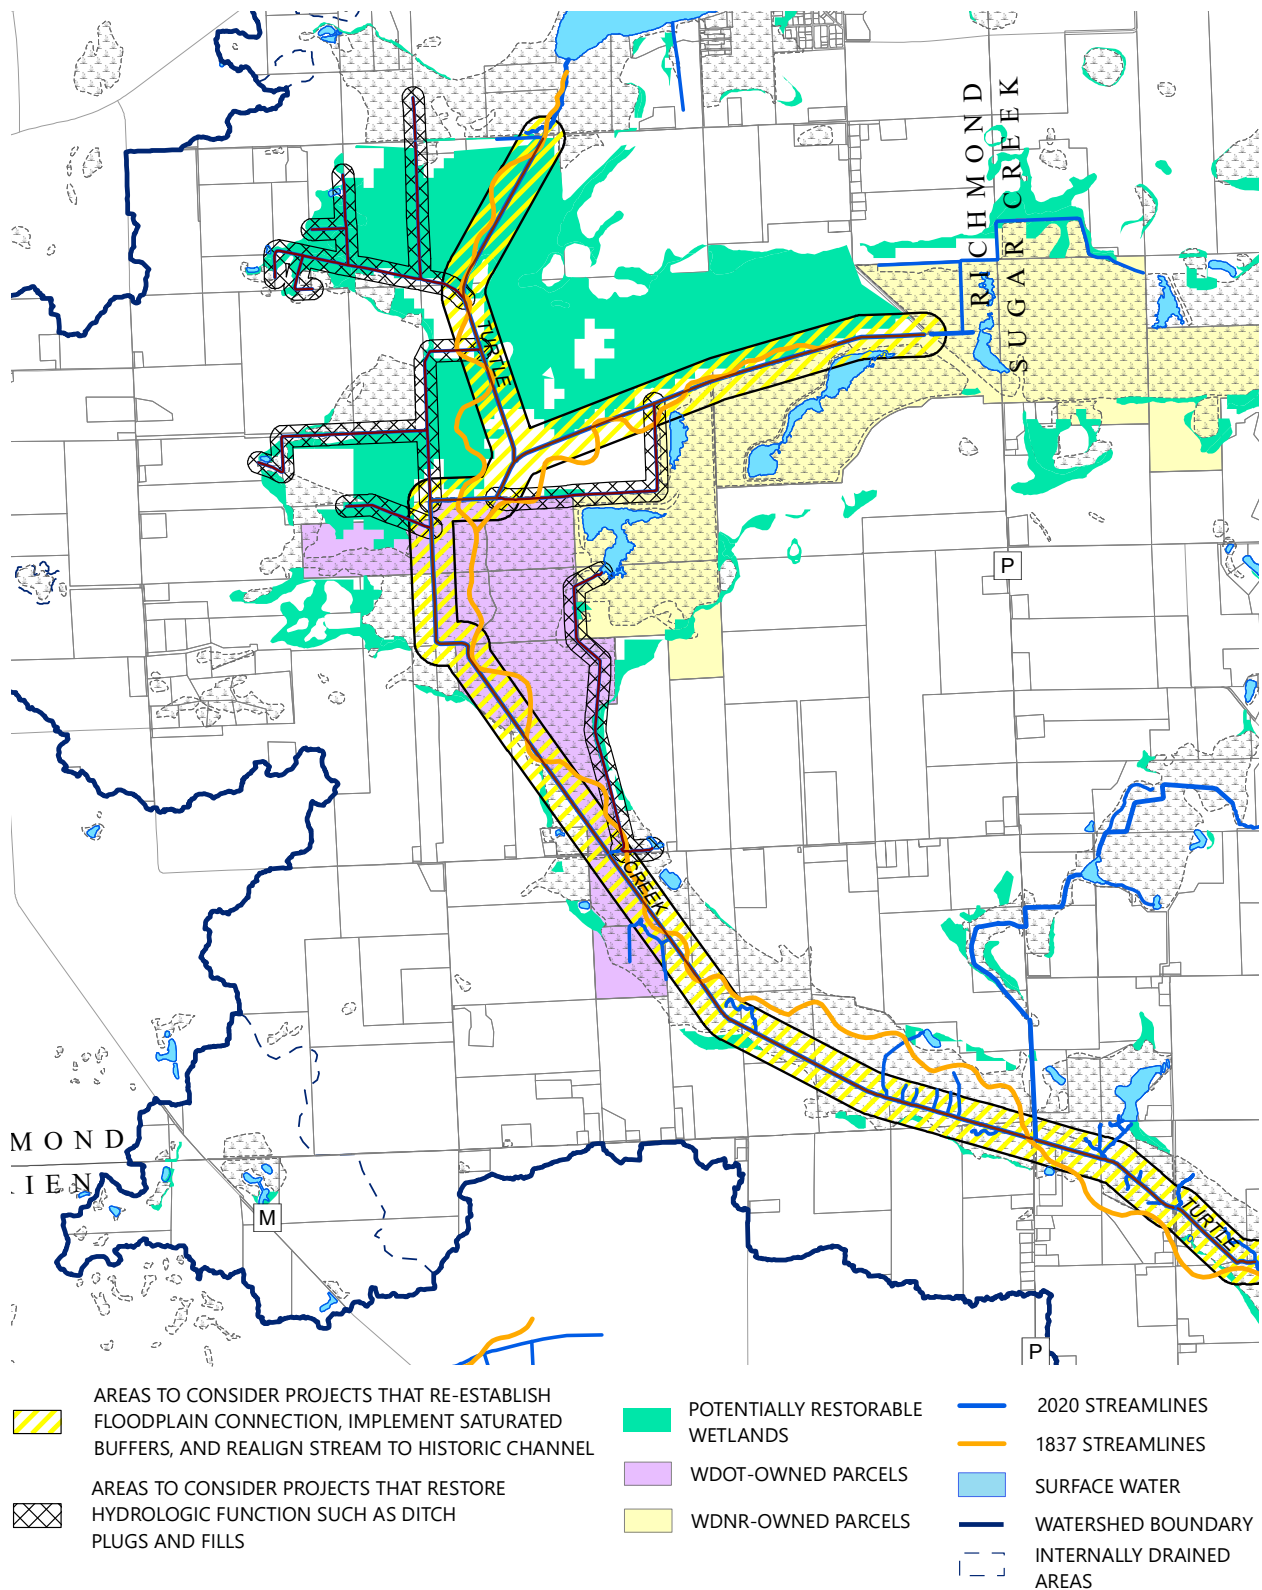 RICHMOND
SUGAR CREEK
TURTLE
P
CREEK
MOND
IEN
M
TURTLE
P
AREAS TO CONSIDER PROJECTS THAT RE-ESTABLISH
FLOODPLAIN CONNECTION, IMPLEMENT SATURATED
BUFFERS, AND REALIGN STREAM TO HISTORIC CHANNEL
AREAS TO CONSIDER PROJECTS THAT RESTORE
HYDROLOGIC FUNCTION SUCH AS DITCH
PLUGS AND FILLS
POTENTIALLY RESTORABLE
WETLANDS
WDOT-OWNED PARCELS
WDNR-OWNED PARCELS
2020 STREAMLINES
1837 STREAMLINES
SURFACE WATER
WATERSHED BOUNDARY
INTERNALLY DRAINED
AREAS